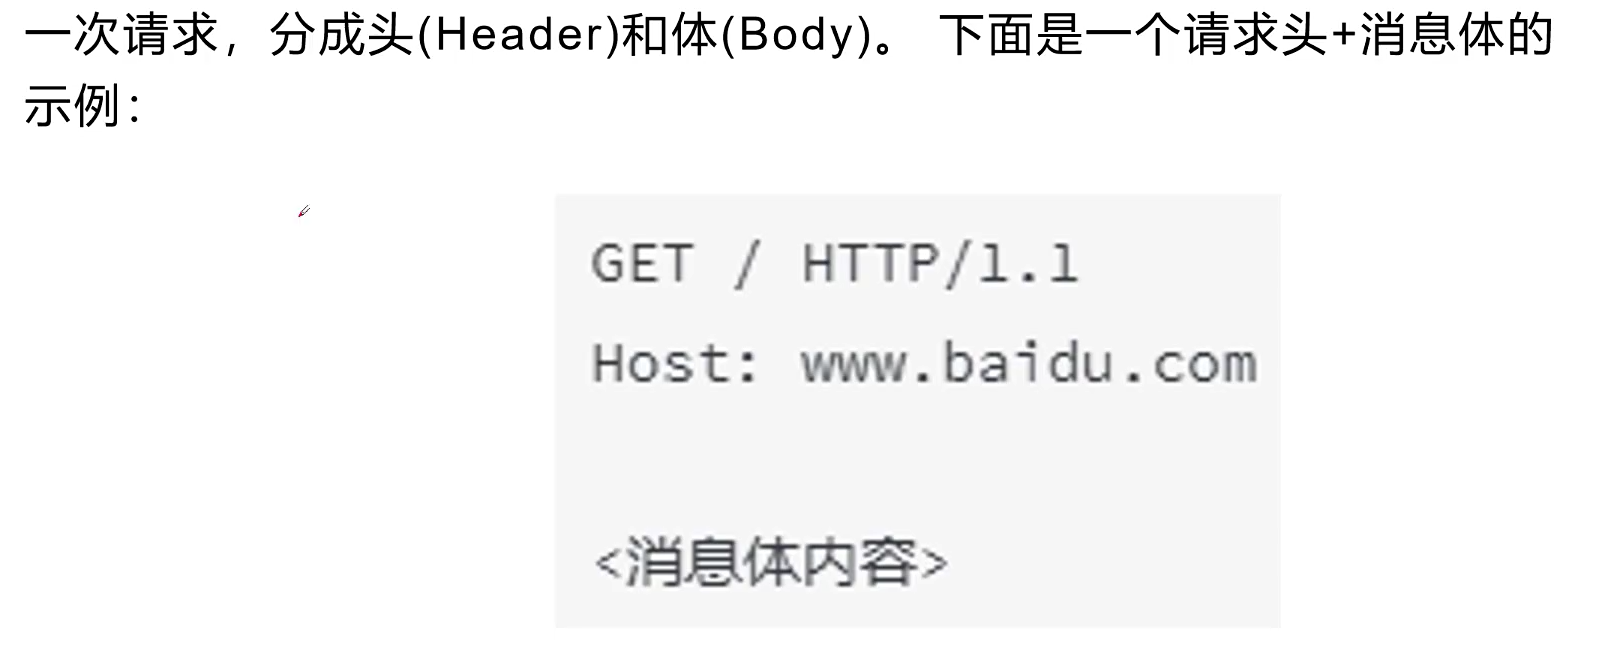 一次请求，分成头(Header)和体(Body)。 下面是一个请求头+消息体的
示例：
GET / HTTP/1.1
Host: www.baidu.com
<消息体内容>